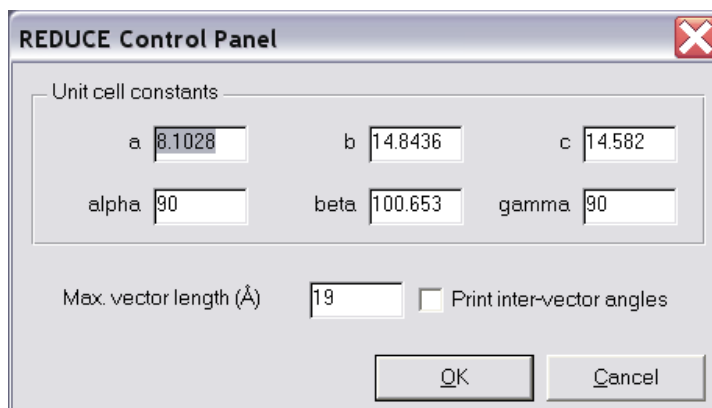 REDUCE Control Panel
Unit cell constants
a 8.1028 b 14.8436 c 14.582
alpha 90 beta 100.653 gamma 90
Max. vector length (Å) 19 Print inter-vector angles
OK Cancel